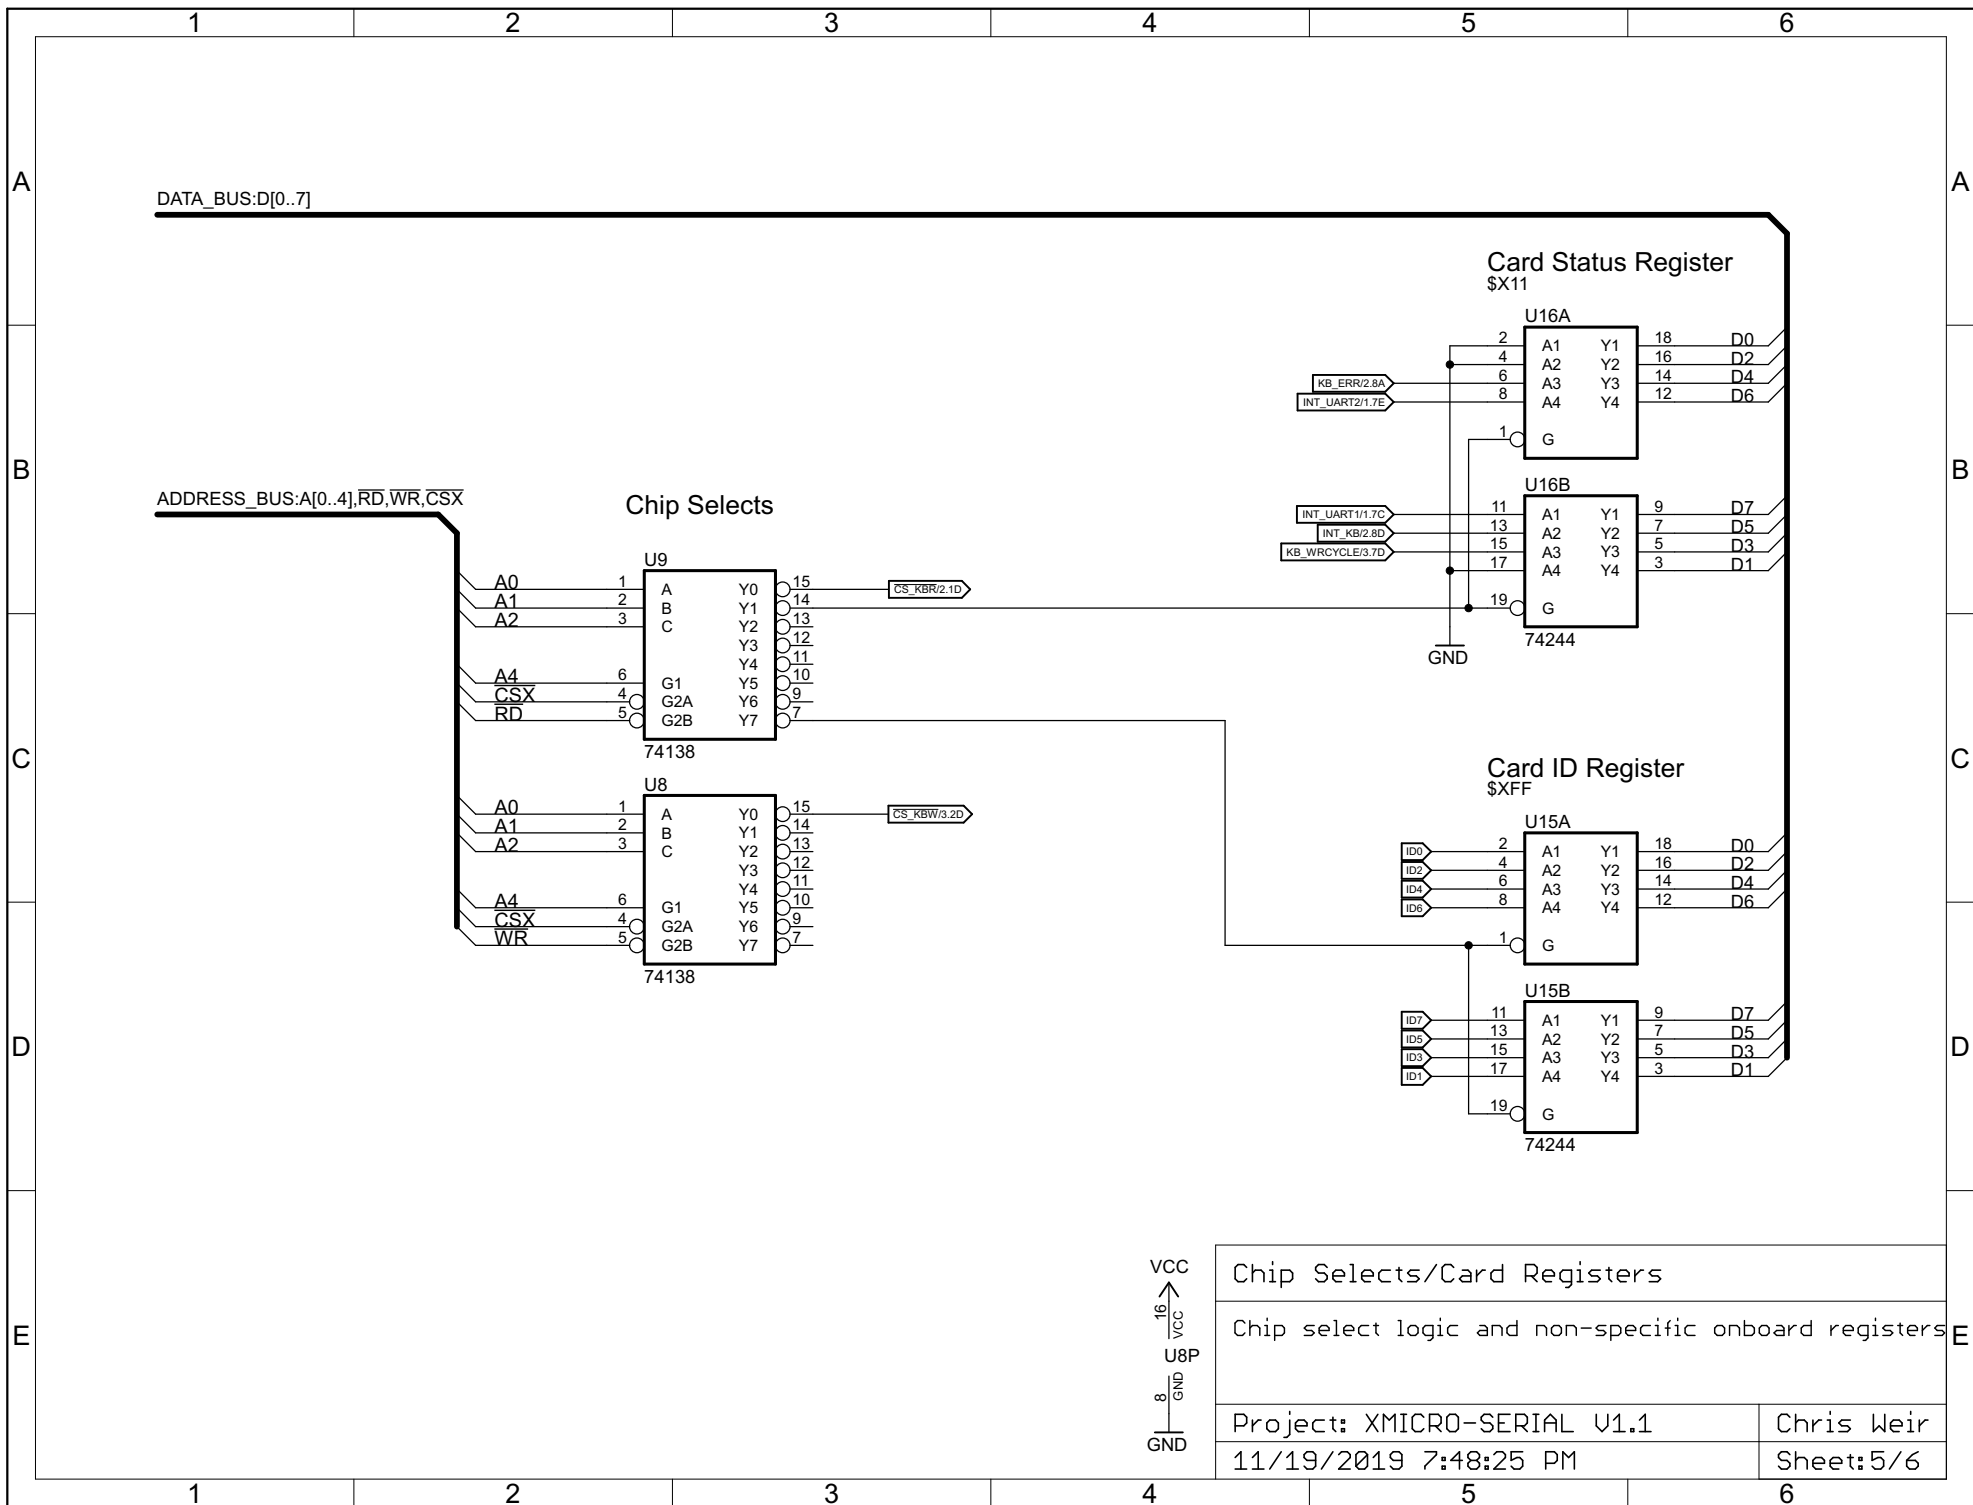 1 2 3 4 5 6
A A
DATA_BUS:D[0..7]
Card Status Register
$X11
U16A
2 A1 Y1 18 D0
4 A2 Y2 16 D2
KB_ERR/2.8A 6 A3 Y3 14 D4
INT_UART2/1.7E 8 A4 Y4 12 D6
1 G
B B
ADDRESS_BUS:A[0..4],RD,WR,CSX
Chip Selects
U16B
INT_UART1/1.7C 11 A1 Y1 9 D7
INT_KB/2.8D 13 A2 Y2 7 D5
KB_WRCYCLE/3.7D 15 A3 Y3 5 D3
17 A4 Y4 3 D1
19 G
74244
GND
U9
A0 1 A Y0 15 CS_KBR/2.1D
A1 2 B Y1 14
A2 3 C Y2 13
Y3 12
Y4 11
A4 6 G1 Y5 10
CSX 4 G2A Y6 9
RD 5 G2B Y7 7
74138
C C
U8
A0 1 A Y0 15 CS_KBW/3.2D
A1 2 B Y1 14
A2 3 C Y2 13
Y3 12
Y4 11
A4 6 G1 Y5 10
CSX 4 G2A Y6 9
WR 5 G2B Y7 7
74138
Card ID Register
$XFF
U15A
ID0 2 A1 Y1 18 D0
ID2 4 A2 Y2 16 D2
ID4 6 A3 Y3 14 D4
ID6 8 A4 Y4 12 D6
1 G
U15B
ID7 11 A1 Y1 9 D7
ID5 13 A2 Y2 7 D5
ID3 15 A3 Y3 5 D3
ID1 17 A4 Y4 3 D1
19 G
74244
D D
VCC
16 VCC
U8P
8 GND
GND
E E
Chip Selects/Card Registers
Chip select logic and non-specific onboard registers
Project: XMICRO-SERIAL V1.1 Chris Weir
11/19/2019 7:48:25 PM Sheet:5/6
1 2 3 4 5 6